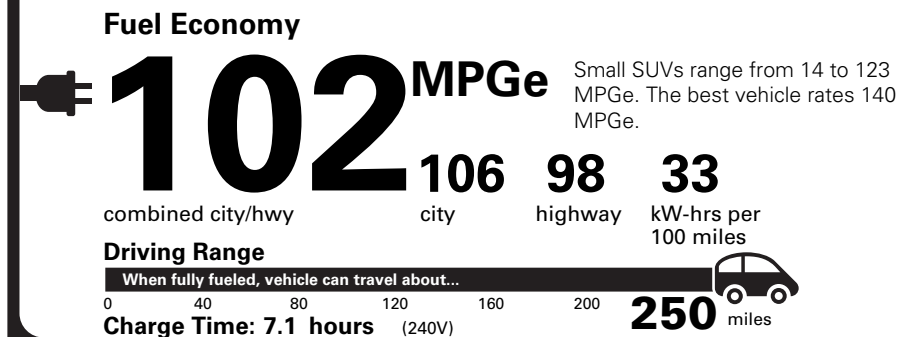 Fuel Economy
102 MPGe
Small SUVs range from 14 to 123
MPGe. The best vehicle rates 140
MPGe.
106 98 33
combined city/hwy city highway kW-hrs per
100 miles
Driving Range
When fully fueled, vehicle can travel about...
0 40 80 120 160 200 250 miles
Charge Time: 7.1 hours (240V)